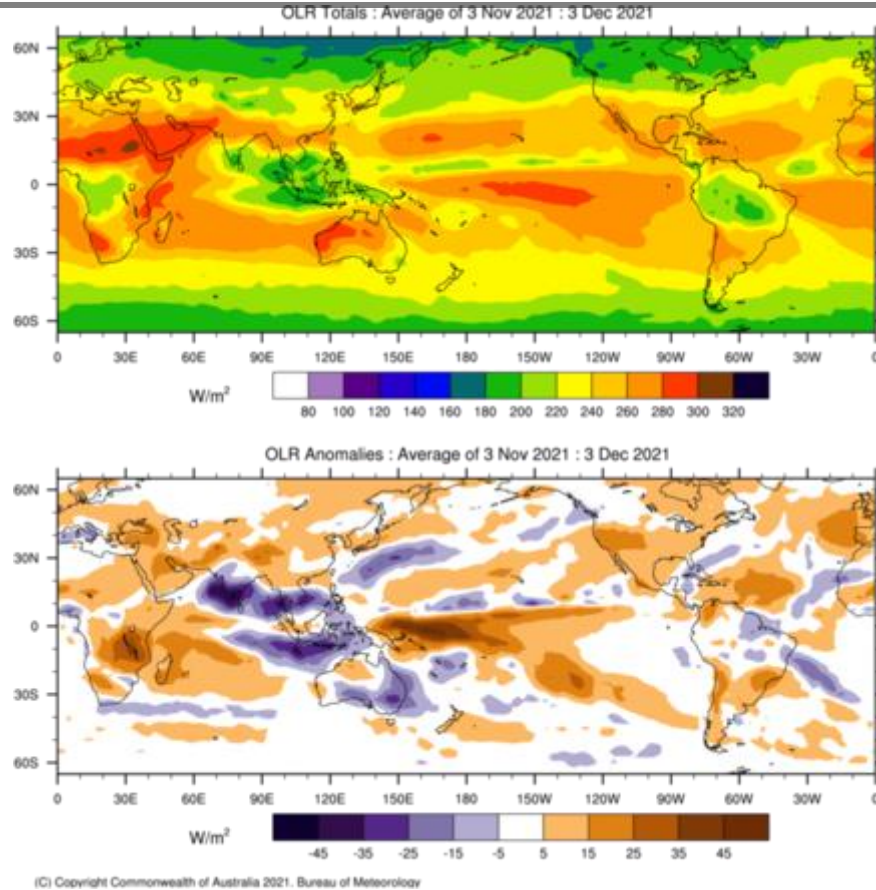 OLR Totals : Average of 3 Nov 2021 : 3 Dec 2021
60N
30N
0
30S
60S
0 30E 60E 90E 120E 150E 180 150W 120W 90W 60W 30W 0
W/m²
80 100 120 140 160 180 200 220 240 260 280 300 320
OLR Anomalies : Average of 3 Nov 2021 : 3 Dec 2021
60N
30N
0
30S
60S
0 30E 60E 90E 120E 150E 180 150W 120W 90W 60W 30W 0
W/m²
-45 -35 -25 -15 -5 5 15 25 35 45
(C) Copyright Commonwealth of Australia 2021. Bureau of Meteorology